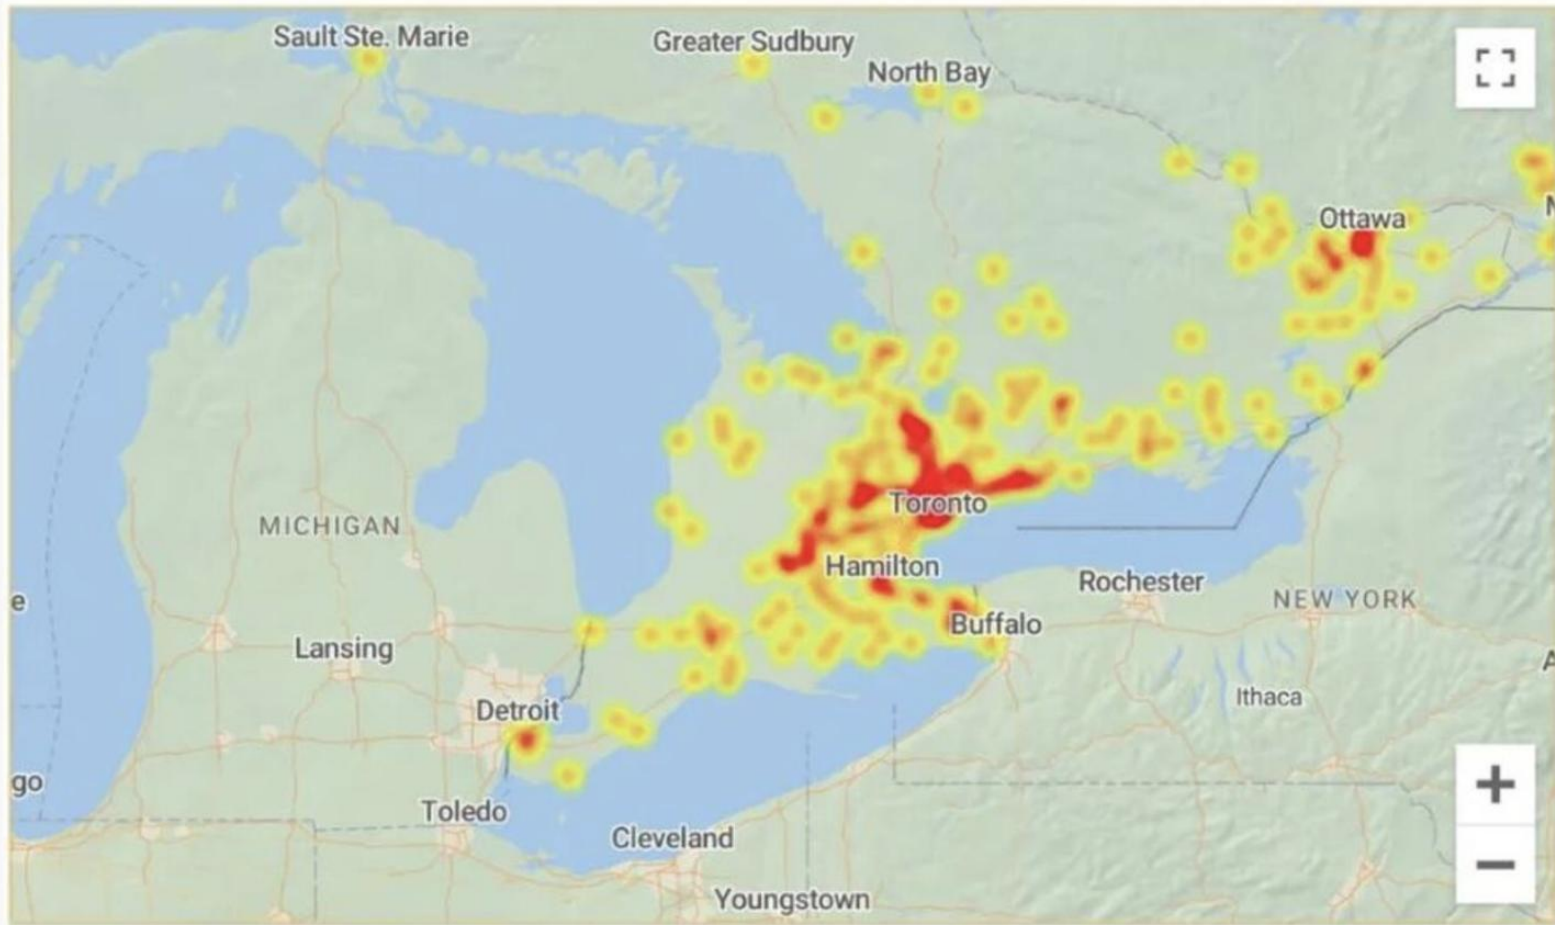 Sault Ste. Marie
Greater Sudbury
North Bay
Ottawa
Toronto
MICHIGAN
Hamilton
Rochester
NEW YORK
e
Buffalo
Lansing
Ithaca
Detroit
go
Toledo
Cleveland
Youngstown